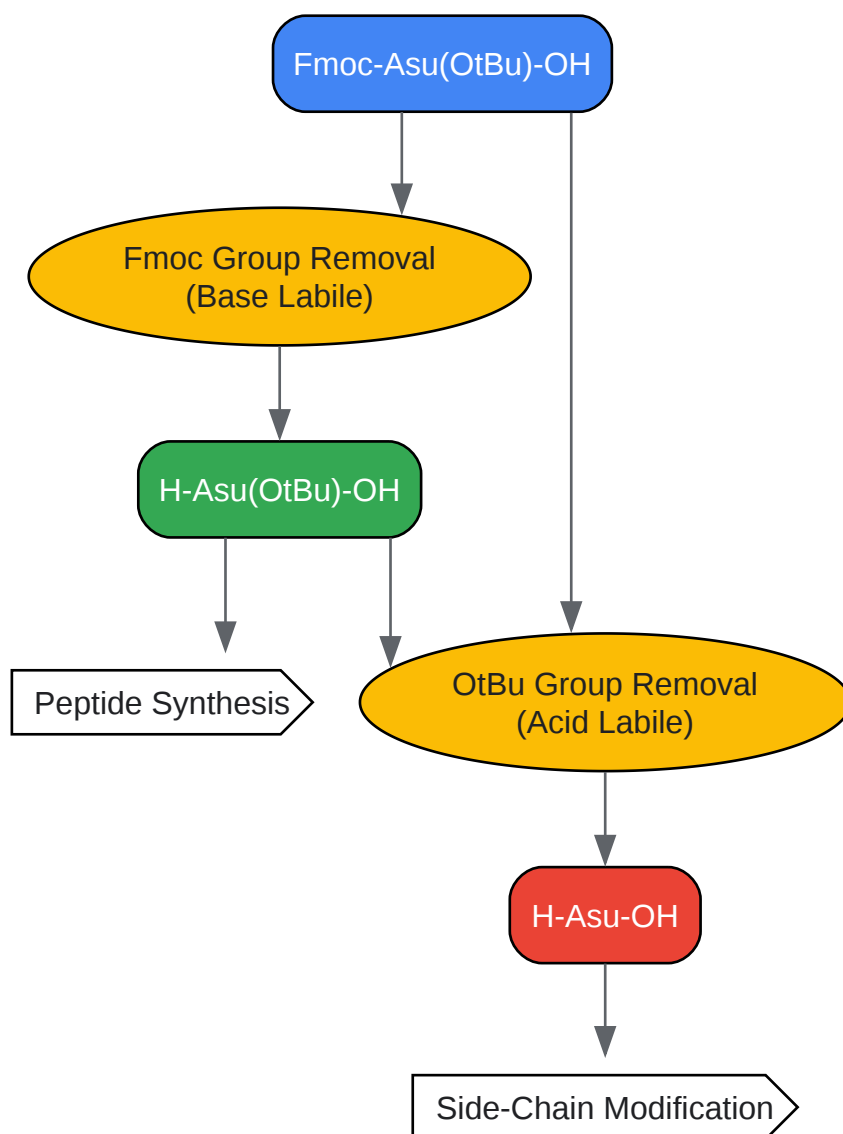 Fmoc-Asu(OtBu)-OH
Fmoc Group Removal
(Base Labile)
H-Asu(OtBu)-OH
Peptide Synthesis
OtBu Group Removal
(Acid Labile)
H-Asu-OH
Side-Chain Modification